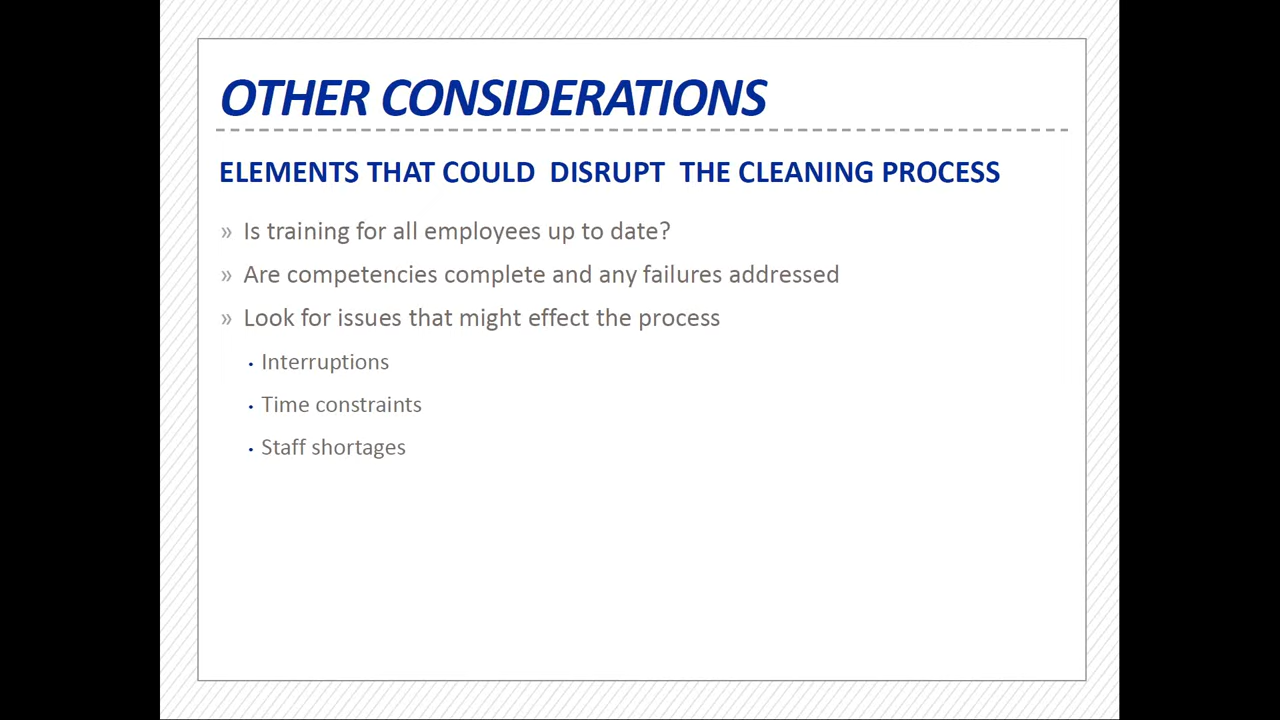 OTHER CONSIDERATIONS
ELEMENTS THAT COULD DISRUPT THE CLEANING PROCESS
» Is training for all employees up to date?
» Are competencies complete and any failures addressed
» Look for issues that might effect the process
• Interruptions
• Time constraints
• Staff shortages